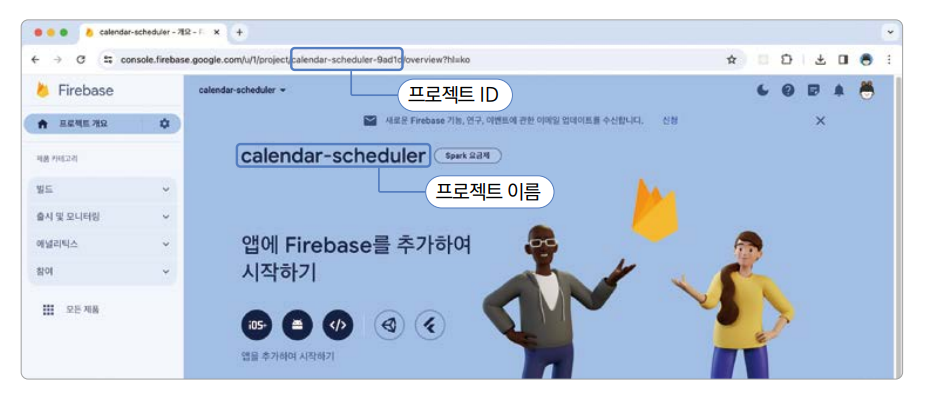 calendar-scheduler - 개요 - Fi
console.firebase.google.com/u/1/project/calendar-scheduler-9ad1d/overview?hl=ko
Firebase
calendar-scheduler
프로젝트 ID
프로젝트 개요
새로운 Firebase 기능, 연구, 이벤트에 관한 이메일 업데이트를 수신합니다. 신청
제품 카테고리
calendar-scheduler Spark 요금제
빌드
프로젝트 이름
출시 및 모니터링
애널리틱스
앱에 Firebase를 추가하여
시작하기
참여
모든 제품
iOS+
</>
앱을 추가하여 시작하기